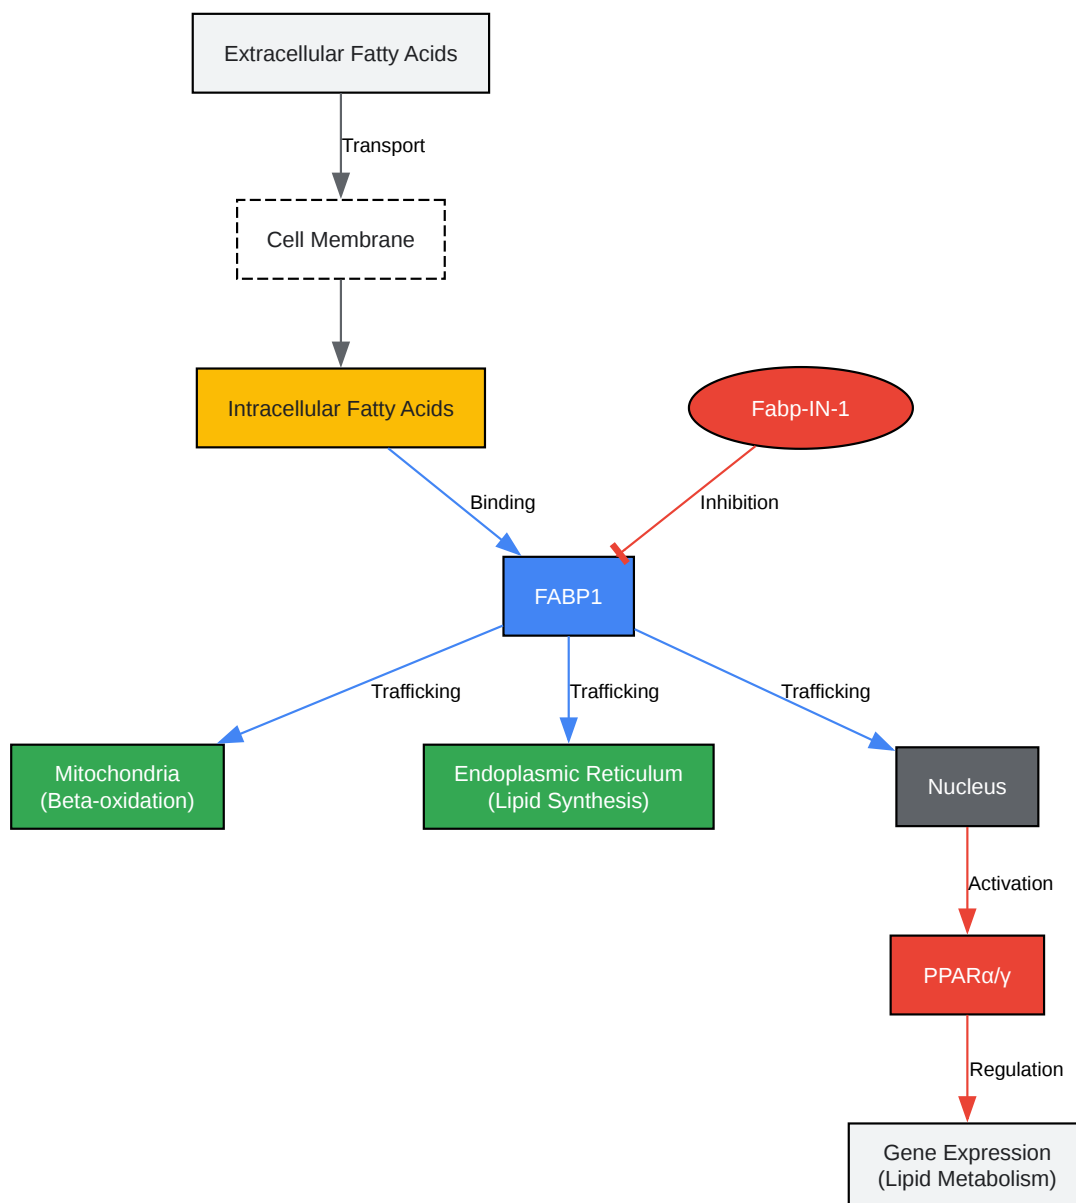 Extracellular Fatty Acids
Transport
Cell Membrane
Intracellular Fatty Acids
Fabp-IN-1
Binding
Inhibition
FABP1
Trafficking
Trafficking
Trafficking
Mitochondria
(Beta-oxidation)
Endoplasmic Reticulum
(Lipid Synthesis)
Nucleus
Activation
PPARα/γ
Regulation
Gene Expression
(Lipid Metabolism)